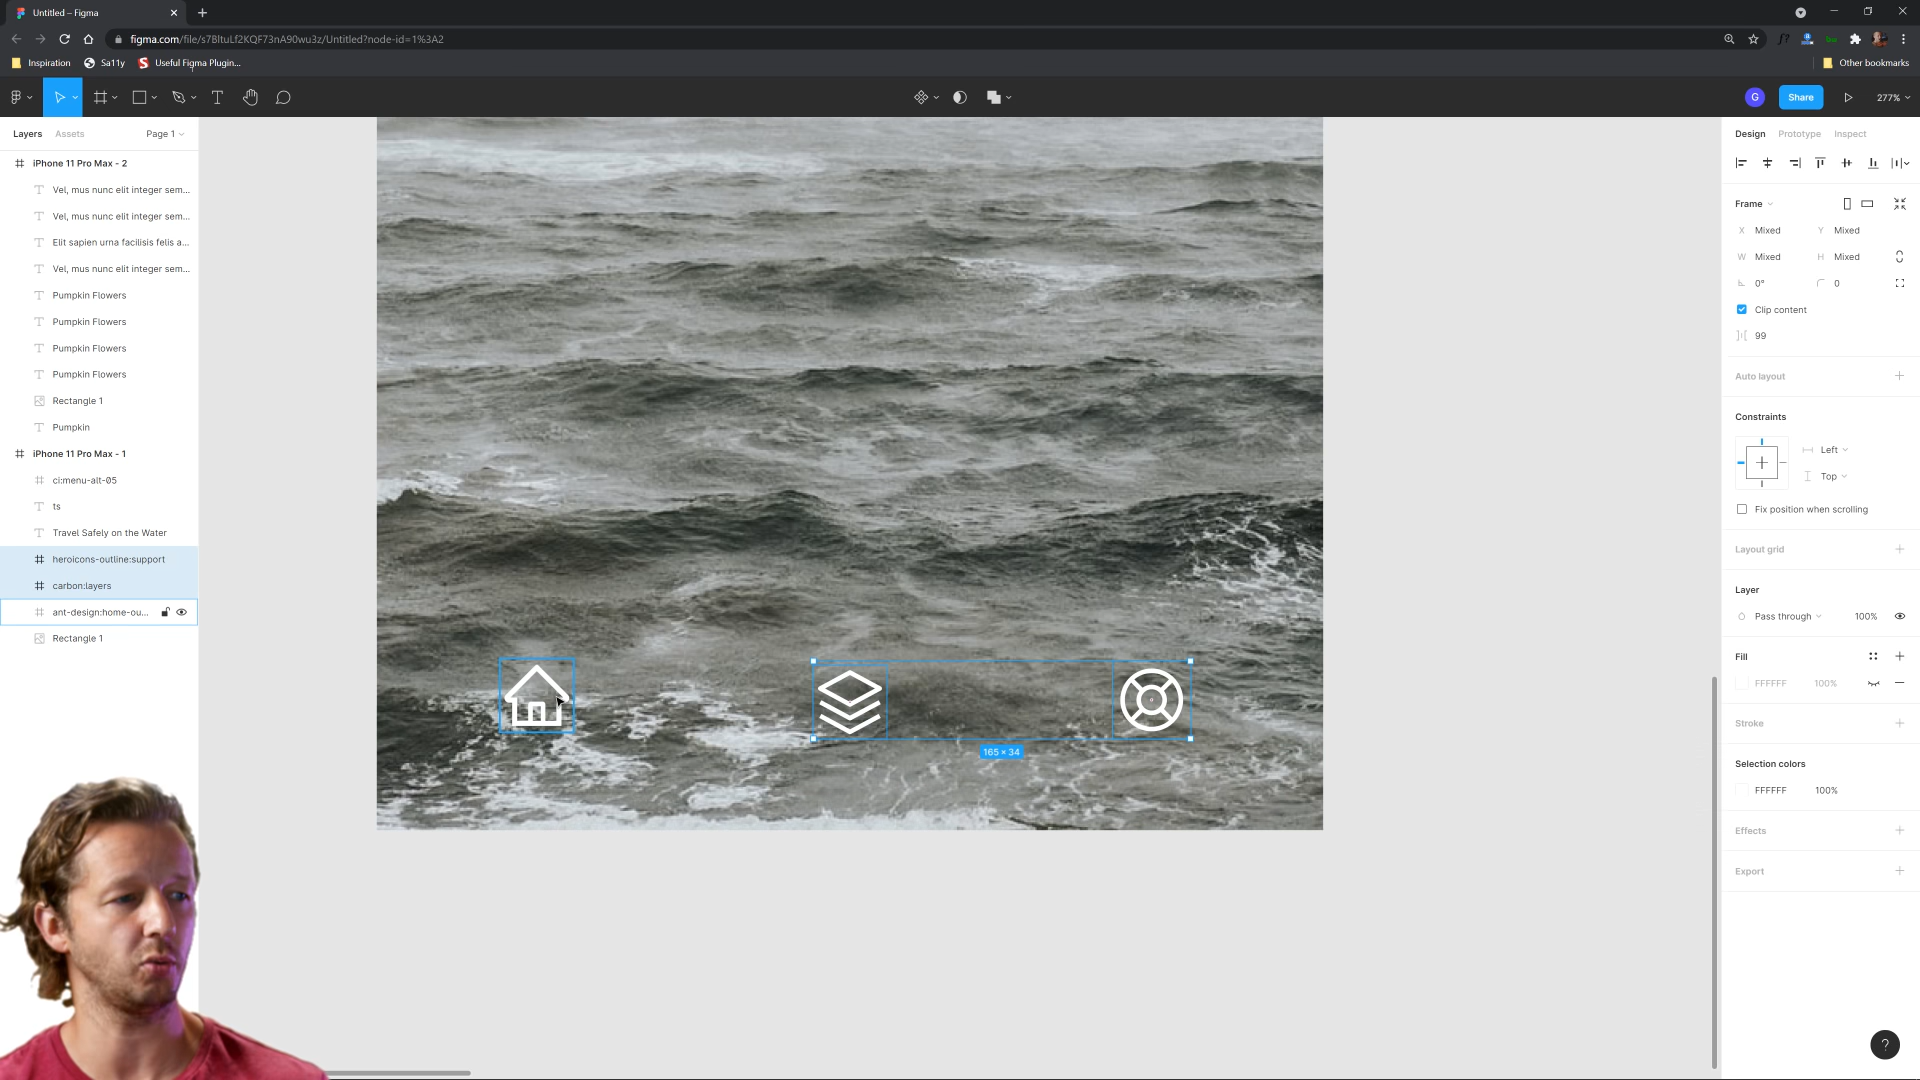 Untitled – Figma
figma.com/file/s7BltuLf2KQF73nA90wu3z/Untitled?node-id=1%3A2
Inspiration
Sa11y
Useful Figma Plugin...
Other bookmarks
G
Share
277%
Layers
Assets
Page 1
Design
Prototype
Inspect
iPhone 11 Pro Max - 2
Vel, mus nunc elit integer sem...
Vel, mus nunc elit integer sem...
Elit sapien urna facilisis felis a...
Vel, mus nunc elit integer sem...
Pumpkin Flowers
Pumpkin Flowers
Pumpkin Flowers
Pumpkin Flowers
Rectangle 1
Pumpkin
iPhone 11 Pro Max - 1
ci:menu-alt-05
ts
Travel Safely on the Water
heroicons-outline:support
carbon:layers
ant-design:home-ou...
Rectangle 1
165 × 34
Frame
X Mixed Y Mixed
W Mixed H Mixed
0° 0
Clip content
99
Auto layout
Constraints
Left
Top
Fix position when scrolling
Layout grid
Layer
Pass through 100%
Fill
FFFFFF 100%
Stroke
Selection colors
FFFFFF 100%
Effects
Export
?